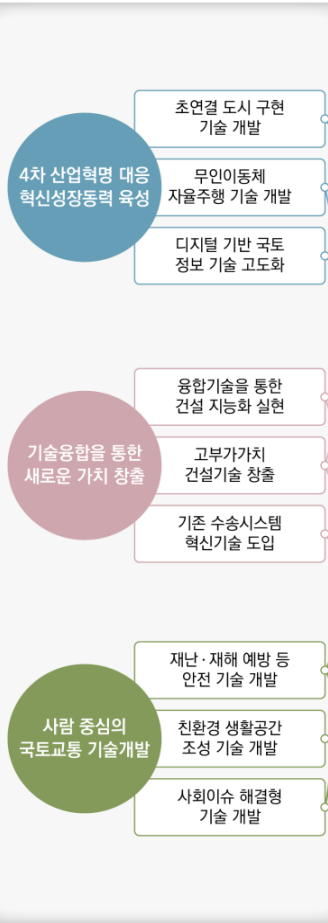 4차 산업혁명 대응
혁신성장동력 육성
초연결 도시 구현
기술 개발
무인이동체
자율주행 기술 개발
디지털 기반 국토
정보 기술 고도화
기술융합을 통한
새로운 가치 창출
융합기술을 통한
건설 지능화 실현
고부가가치
건설기술 창출
기존 수송시스템
혁신기술 도입
사람 중심의
국토교통 기술개발
재난·재해 예방 등
안전 기술 개발
친환경 생활공간
조성 기술 개발
사회이슈 해결형
기술 개발